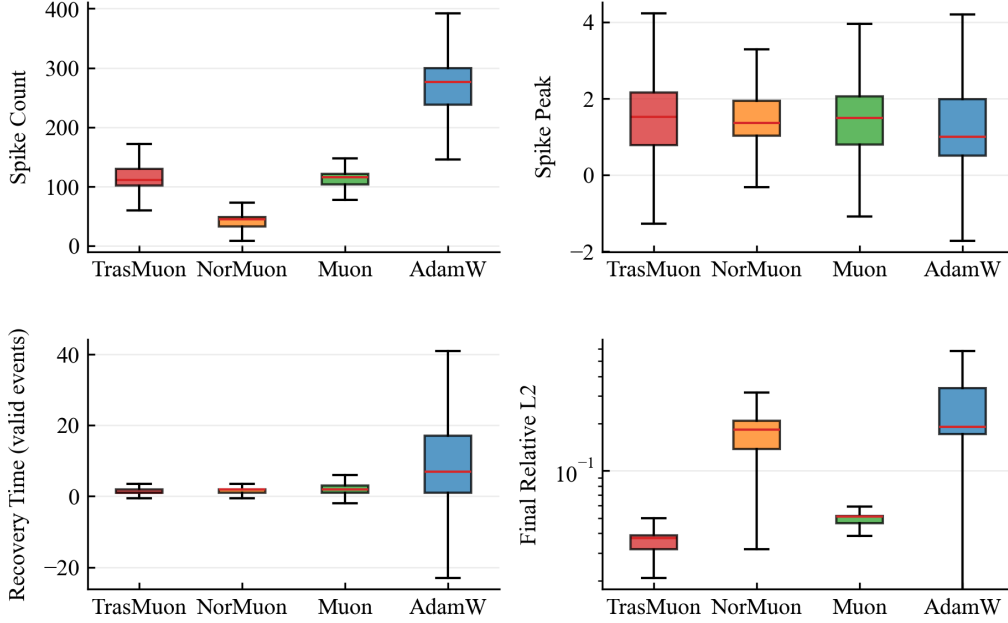 Spike Count
400
300
200
100
0
TrasMuon NorMuon Muon AdamW
Spike Peak
4
2
0
−2
TrasMuon NorMuon Muon AdamW
Recovery Time (valid events)
40
20
0
−20
TrasMuon NorMuon Muon AdamW
Final Relative L2
10⁻¹
TrasMuon NorMuon Muon AdamW